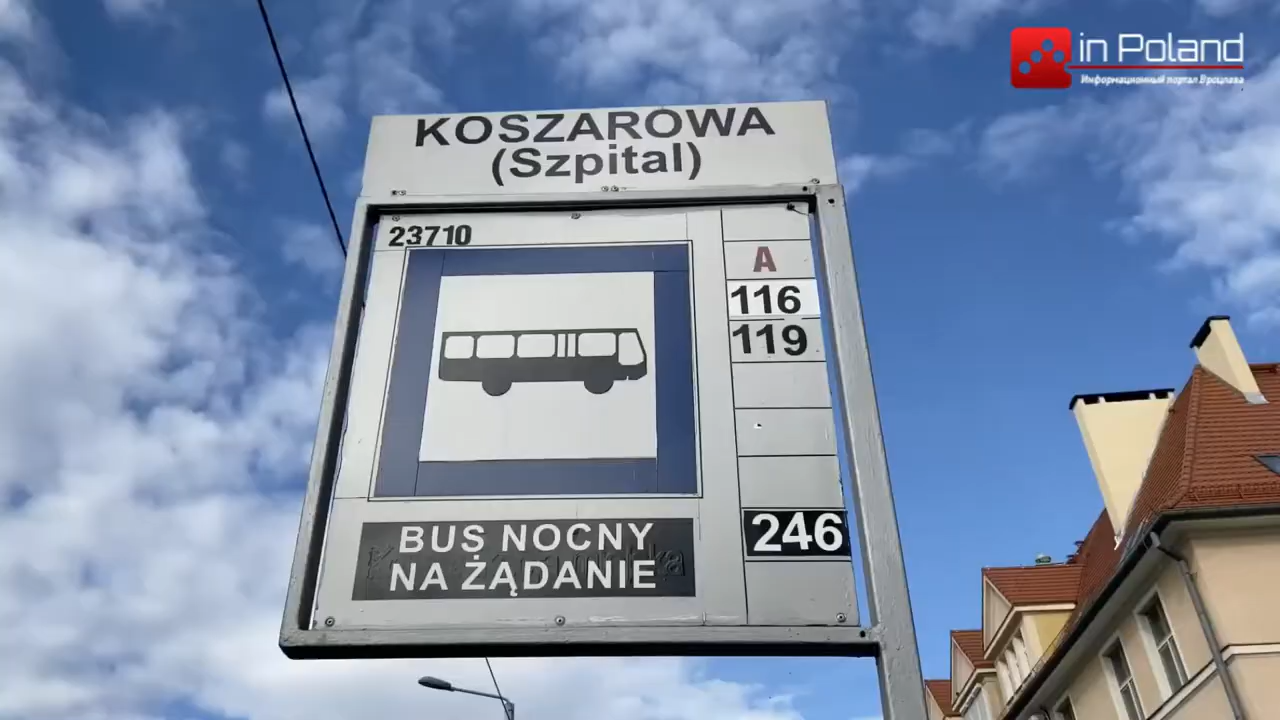 in Poland
Информационный портал Вроцлава
KOSZAROWA
(Szpital)
23710
A
116
119
246
BUS NOCNY
NA ŻĄDANIE